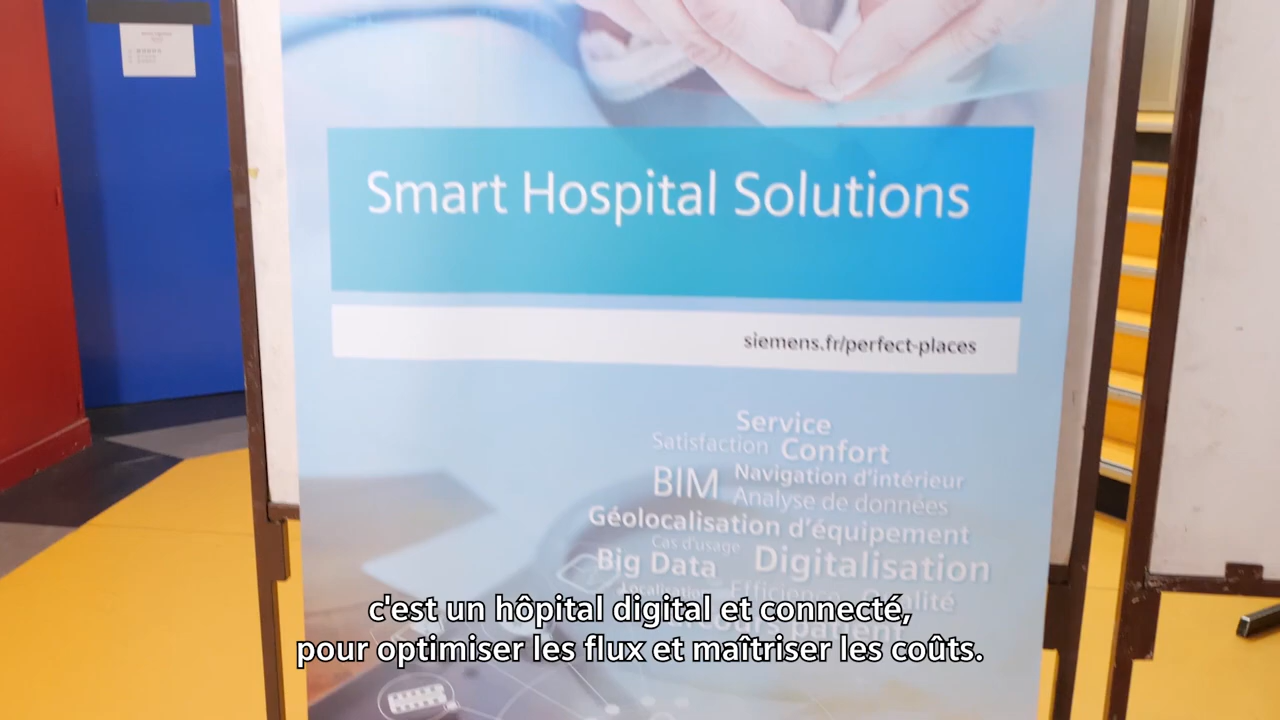 Smart Hospital Solutions
siemens.fr/perfect-places
Service
Satisfaction Confort
BIM Navigation d'intérieur
Analyse de données
Géolocalisation d'équipement
Cas d'usage
Big Data Digitalisation
Efficience
c'est un hôpital digital et connecté,
pour optimiser les flux et maîtriser les coûts.